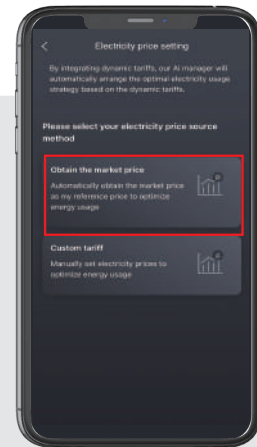 Electricity price setting
By integrating dynamic tariffs, our AI manager will
automatically arrange the optimal electricity usage
strategy based on the dynamic tariffs.
Please select your electricity price source
method
Obtain the market price
Automatically obtain the market price
as my reference price to optimize
energy usage
Custom tariff
Manually set electricity prices to
optimize energy usage